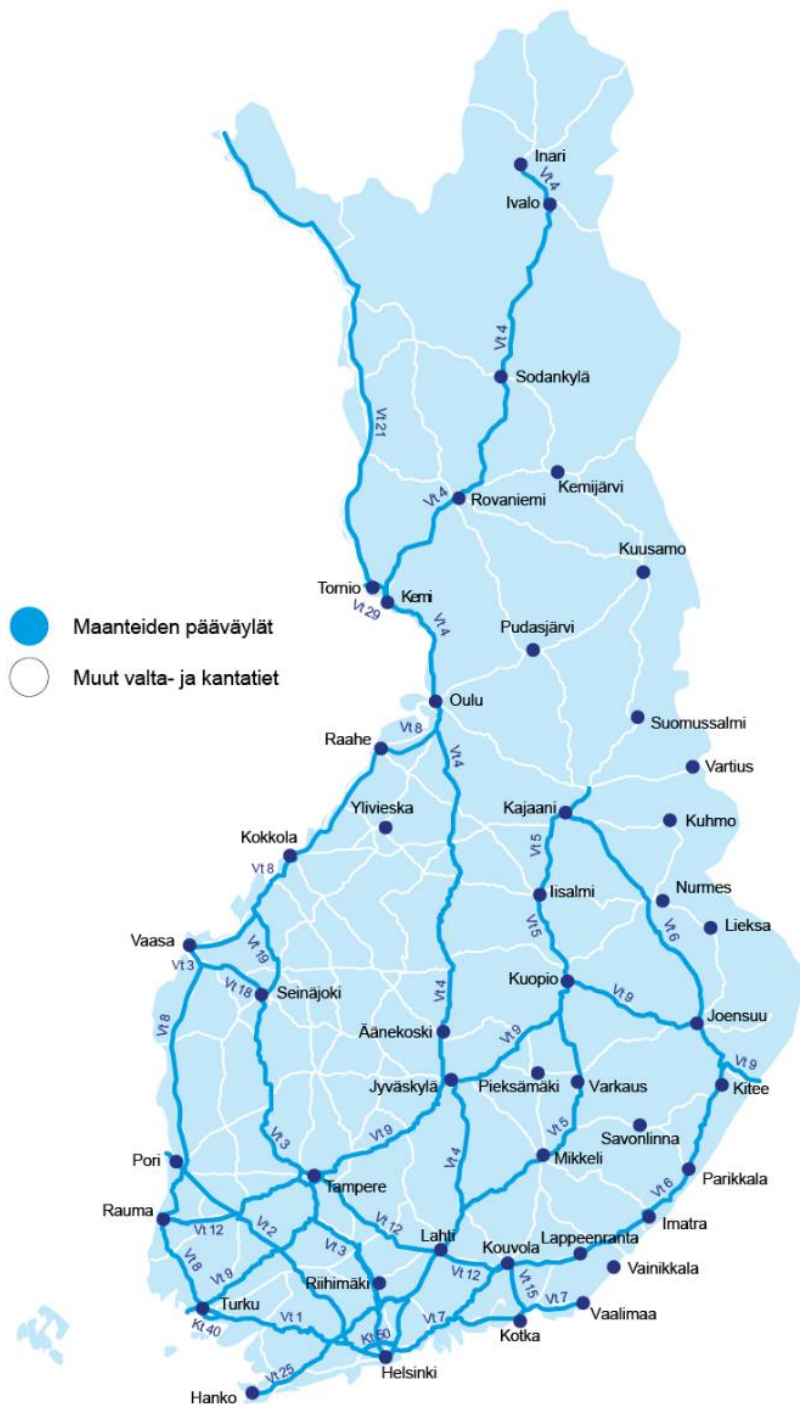 Inari
Vt 4
Ivalo
Vt 4
Sodankylä
Vt 21
Kemijärvi
Vt 4
Rovaniemi
Kuusamo
Tornio
Kemi
Vt 29
Vt 4
Maanteiden pääväylät
Pudasjärvi
Muut valta- ja kantatiet
Oulu
Suomussalmi
Vt 8
Raahe
Vt 4
Vartius
Ylivieska
Kajaani
Kuhmo
Kokkola
Vt 5
Vt 8
Iisalmi
Nurmes
Lieksa
Vt 5
Vt 6
Vaasa
Vt 19
Vt 3
Kuopio
Vt 18
Seinäjoki
Vt 4
Vt 9
Joensuu
Vt 8
Äänekoski
Vt 9
Vt 9
Jyväskylä
Pieksämäki
Varkaus
Kitee
Vt 3
Vt 9
Vt 5
Savonlinna
Pori
Vt 4
Mikkeli
Parikkala
Tampere
Vt 6
Rauma
Imatra
Vt 12
Vt 2
Vt 12
Lahti
Lappeenranta
Kouvola
Vt 3
Vainikkala
Vt 8
Vt 9
Riihimäki
Vt 12
Vt 15
Turku
Vt 1
Vt 7
Vt 7
Vaalimaa
Kt 40
Kt 50
Kotka
Helsinki
Vt 25
Hanko